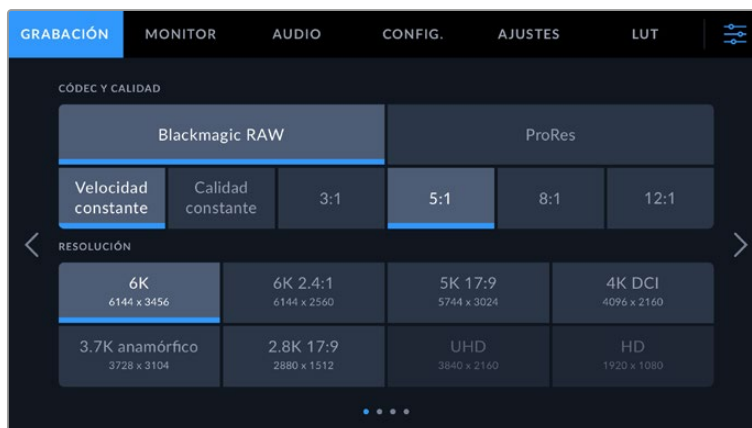 GRABACIÓN MONITOR AUDIO CONFIG. AJUSTES LUT
CÓDEC Y CALIDAD
Blackmagic RAW ProRes
Velocidad constante Calidad constante 3:1 5:1 8:1 12:1
RESOLUCIÓN
6K 6K 2.4:1 5K 17:9 4K DCI
6144 x 3456 6144 x 2560 5744 x 3024 4096 x 2160
3.7K anamórfico 2.8K 17:9 UHD HD
3728 x 3104 2880 x 1512 3840 x 2160 1920 x 1080